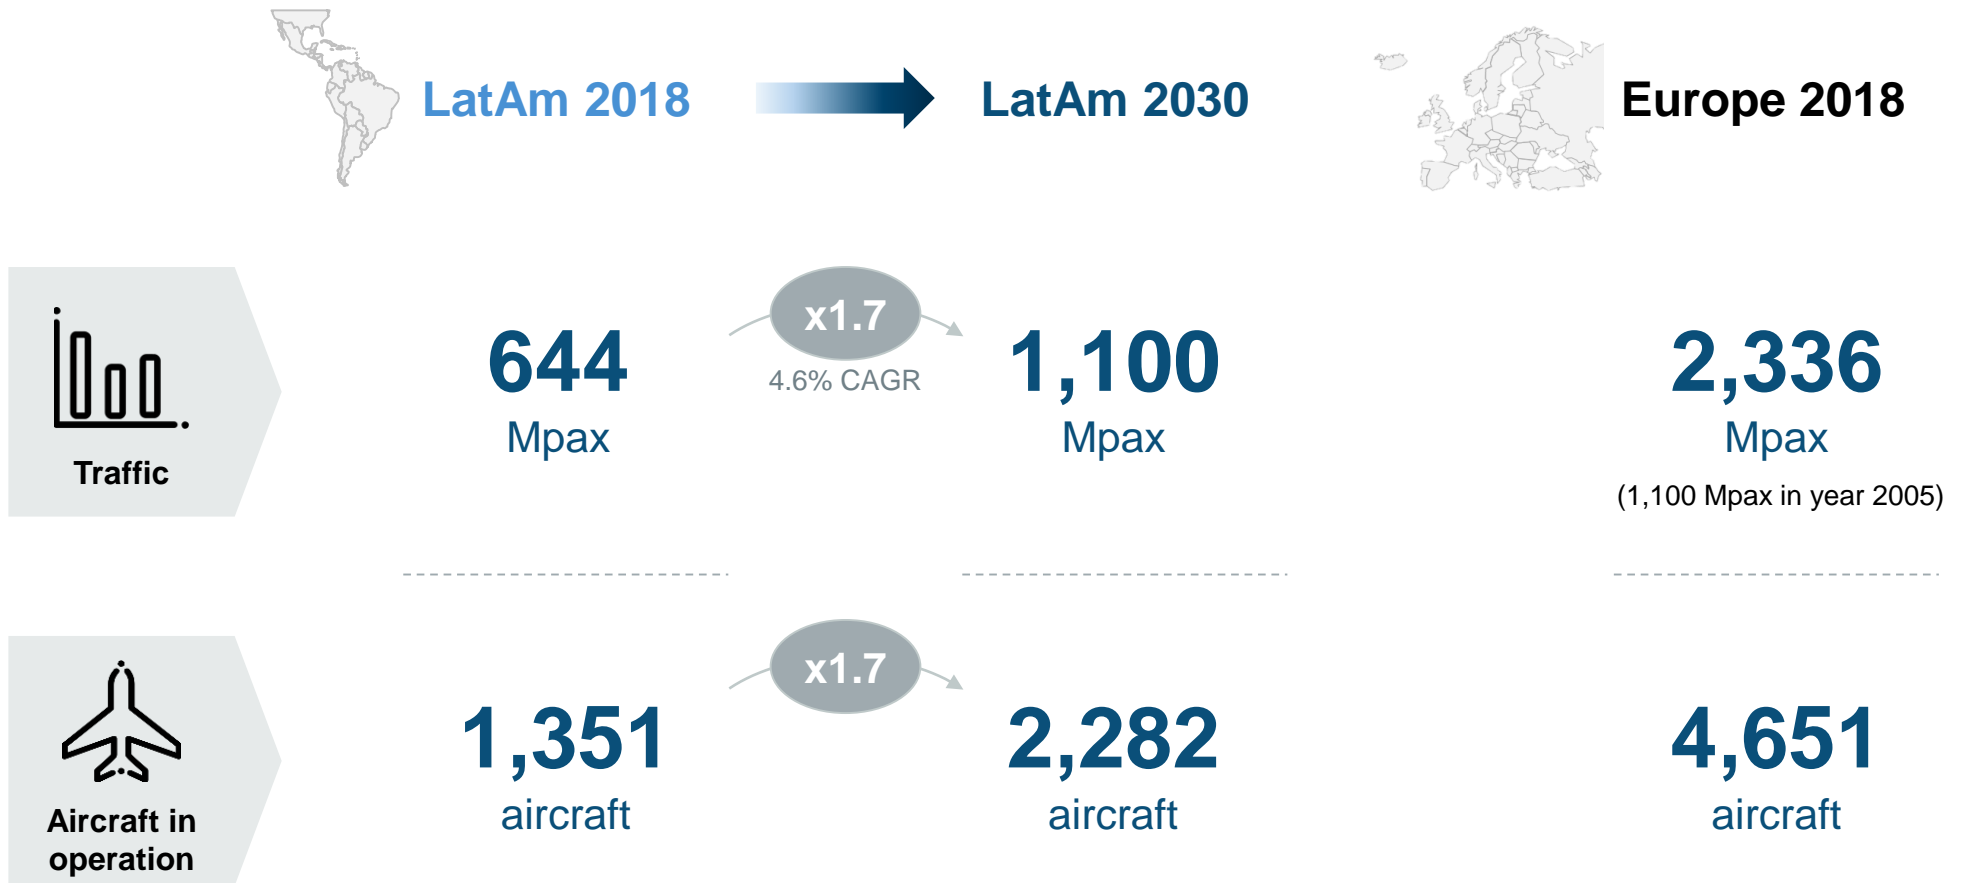 LatAm 2018
LatAm 2030
Europe 2018
Traffic
644
Mpax
x1.7
4.6% CAGR
1,100
Mpax
2,336
Mpax
(1,100 Mpax in year 2005)
Aircraft in
operation
1,351
aircraft
x1.7
2,282
aircraft
4,651
aircraft